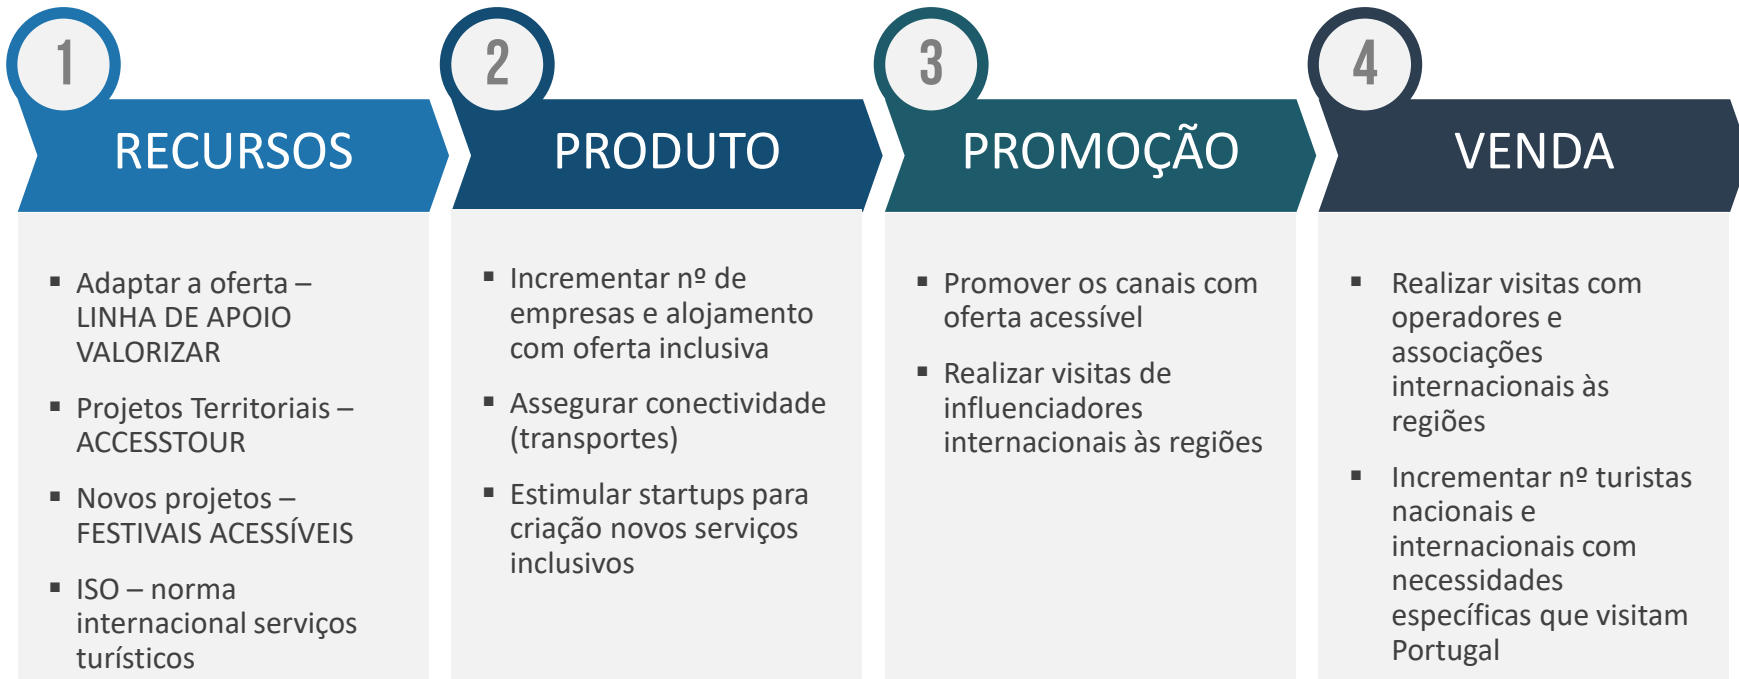 1
RECURSOS
▪ Adaptar a oferta –
LINHA DE APOIO
VALORIZAR
▪ Projetos Territoriais –
ACCESSTOUR
▪ Novos projetos –
FESTIVAIS ACESSÍVEIS
▪ ISO – norma
internacional serviços
turísticos
2
PRODUTO
▪ Incrementar nº de
empresas e alojamento
com oferta inclusiva
▪ Assegurar conectividade
(transportes)
▪ Estimular startups para
criação novos serviços
inclusivos
3
PROMOÇÃO
▪ Promover os canais com
oferta acessível
▪ Realizar visitas de
influenciadores
internacionais às regiões
4
VENDA
▪ Realizar visitas com
operadores e
associações
internacionais às
regiões
▪ Incrementar nº turistas
nacionais e
internacionais com
necessidades
específicas que visitam
Portugal